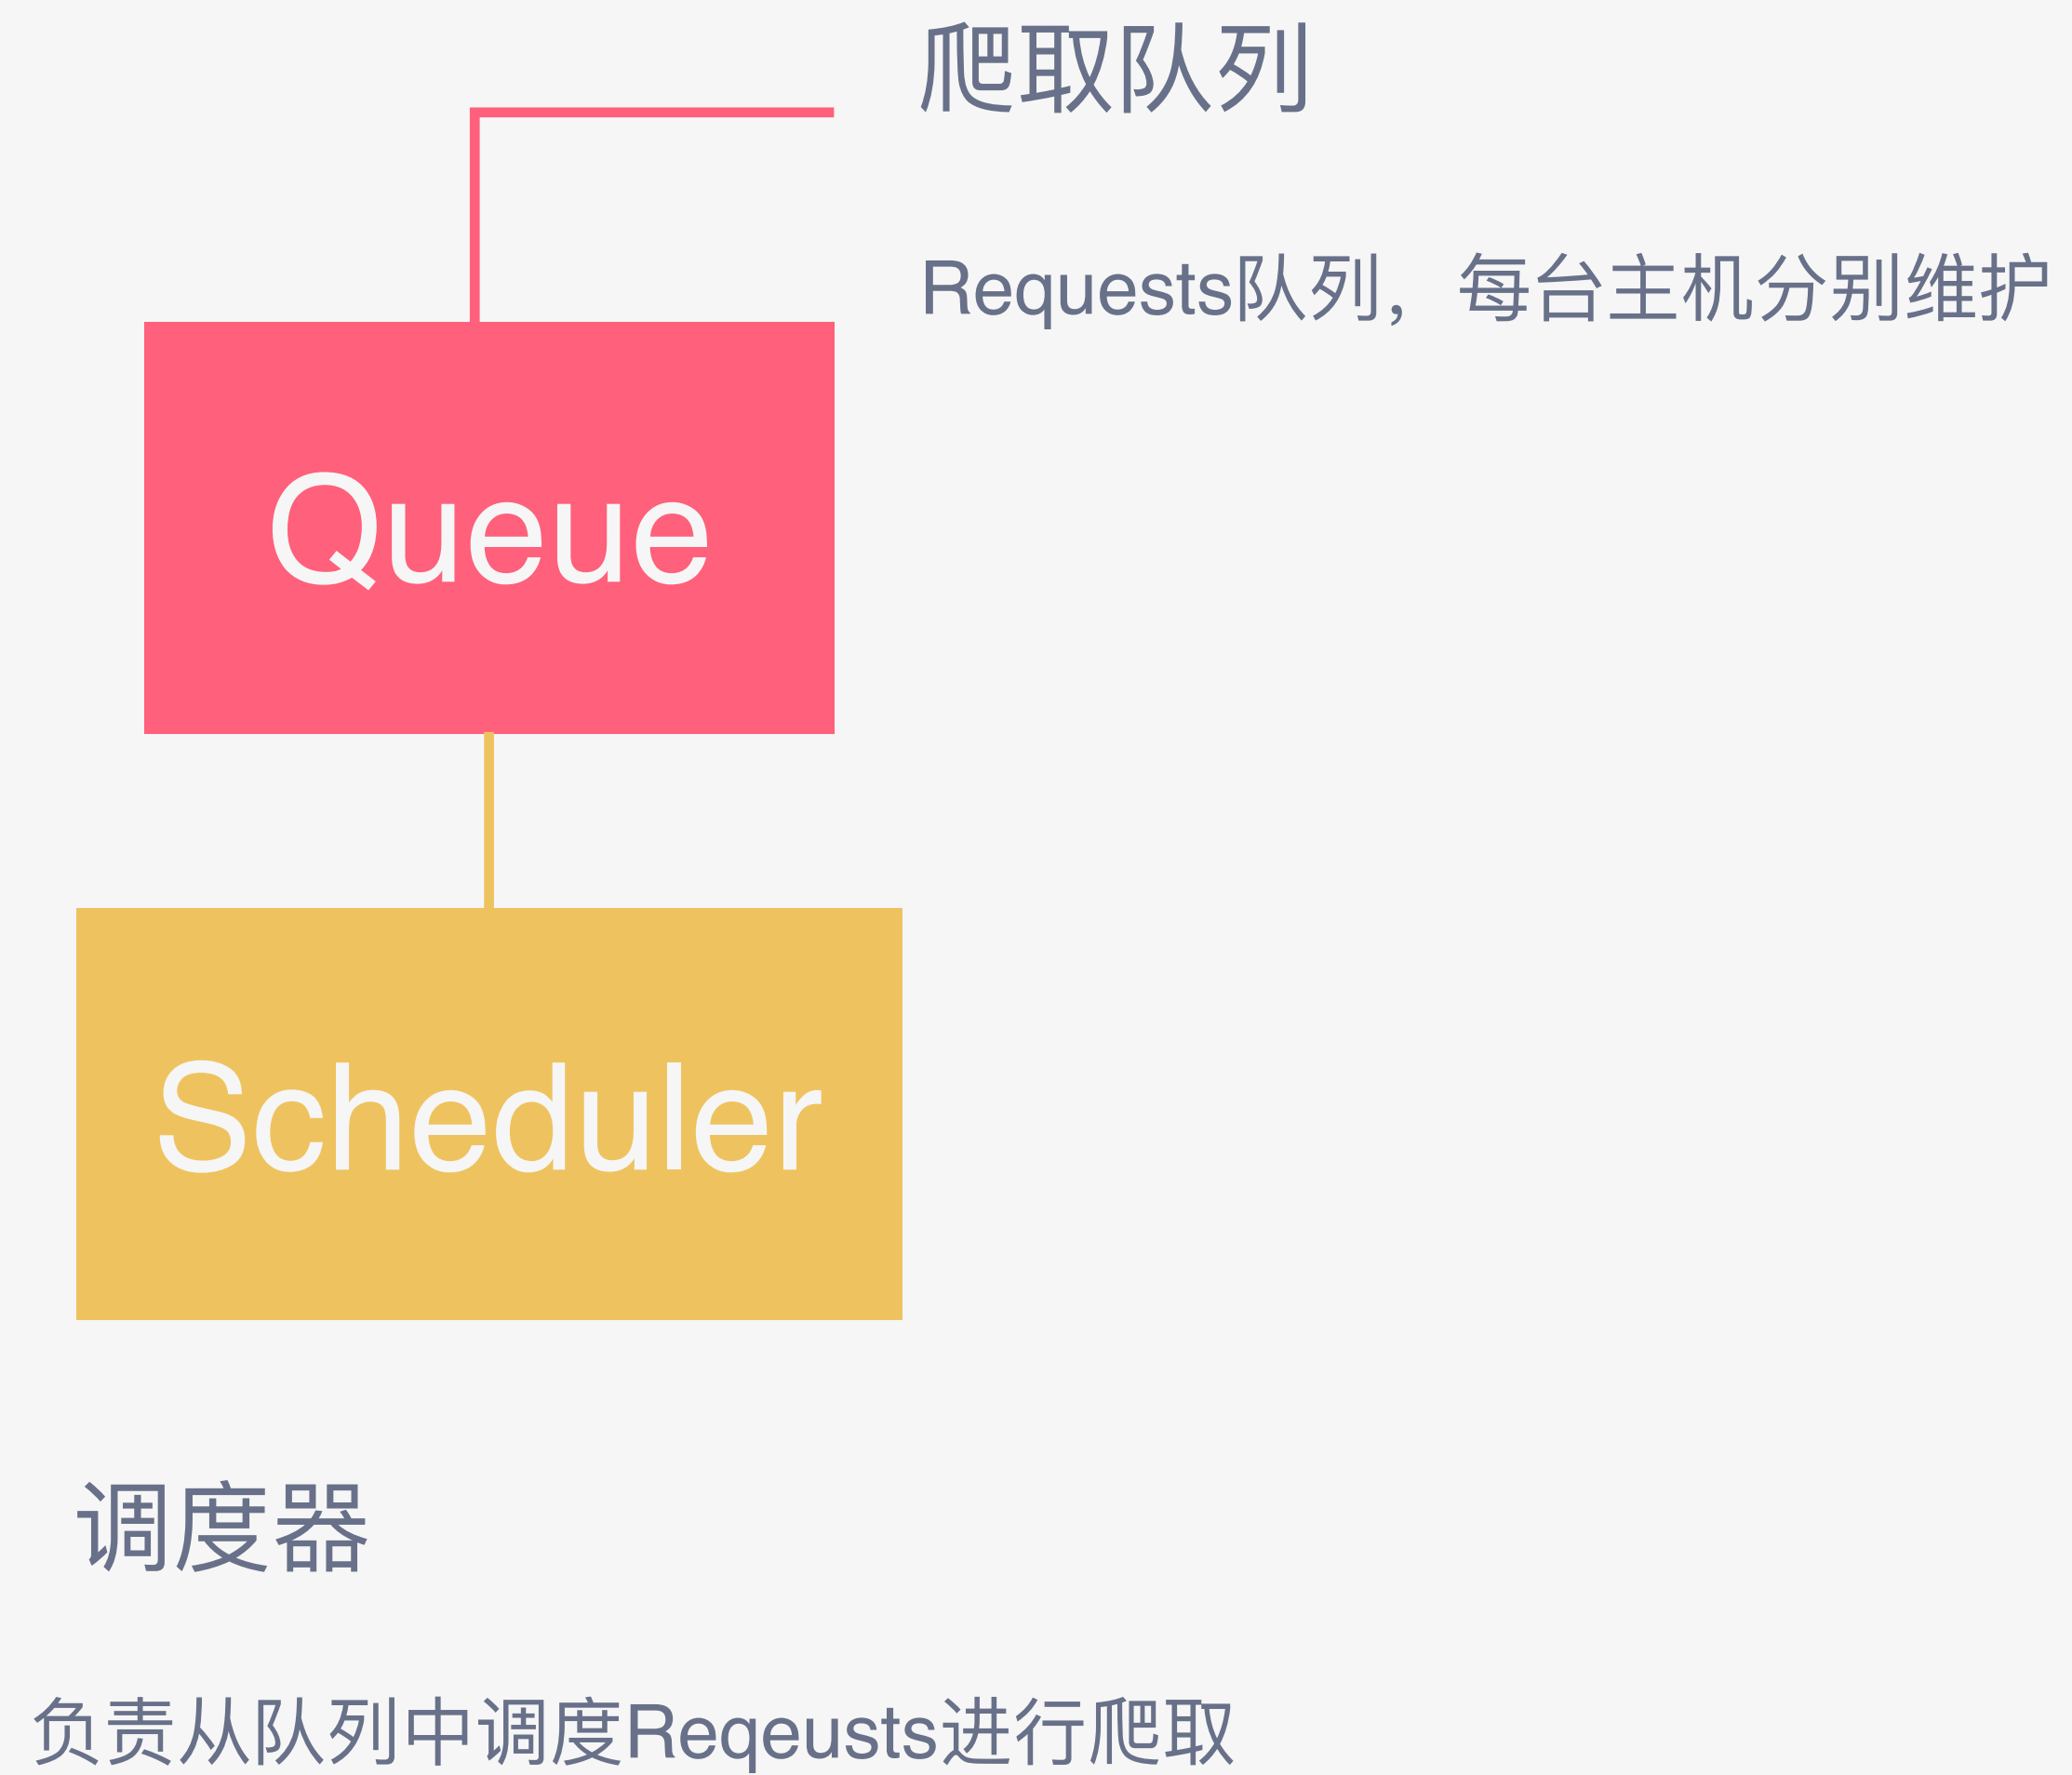 爬取队列
Requests队列，每台主机分别维护
Queue
Scheduler
调度器
负责从队列中调度Requests进行爬取